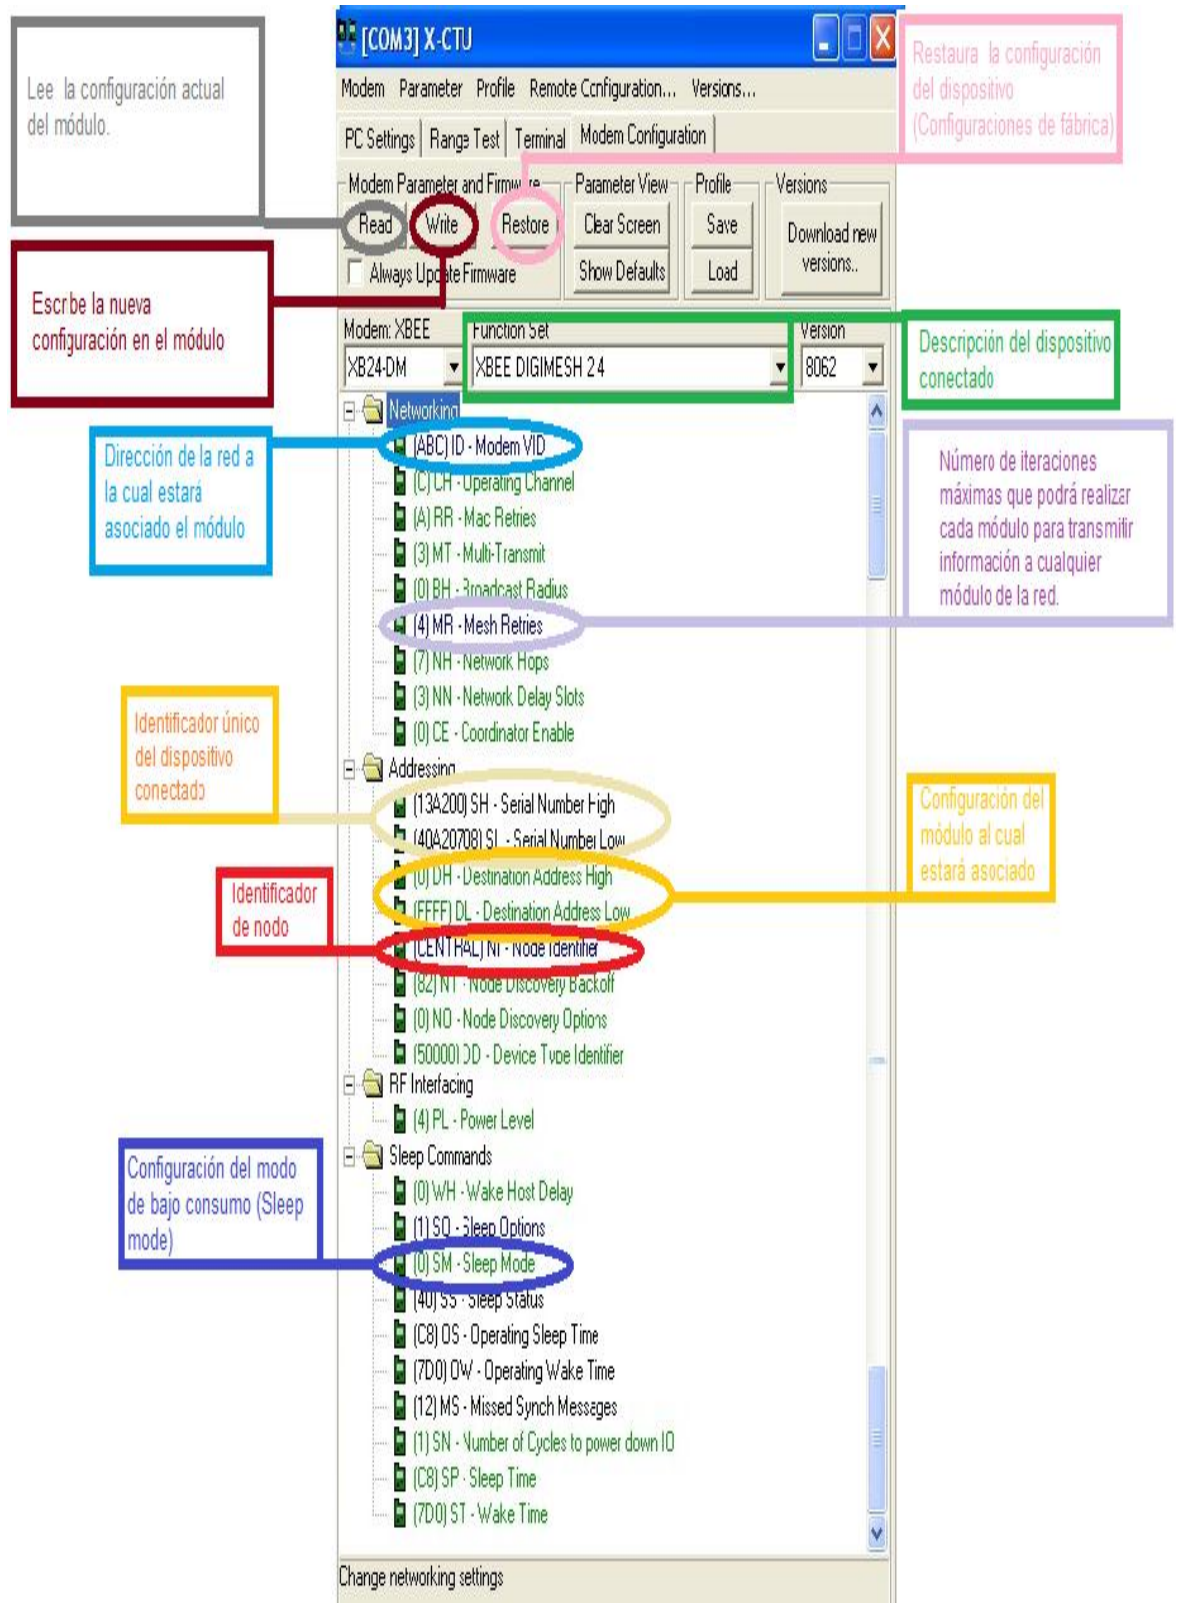 [COM3] X-CTU
Modem Parameter Profile Remote Configuration... Versions...
PC Settings Range Test Terminal Modem Configuration
Modem Parameter and Firmware Parameter View Profile Versions
Read Write Restore Clear Screen Save Download new versions..
Always Update Firmware Show Defaults Load
Modem: XBEE Function Set Version
XB24-DM XBEE DIGIMESH 2.4 8062
Networking
(ABC) ID - Modem VID
(C) CH - Operating Channel
(A) RR - Mac Retries
(3) MT - Multi-Transmit
(0) BH - Broadcast Radius
(4) MR - Mesh Retries
(7) NH - Network Hops
(3) NN - Network Delay Slots
(0) CE - Coordinator Enable
Addressing
(13A200) SH - Serial Number High
(40A20708) SL - Serial Number Low
(0) DH - Destination Address High
(FFFF) DL - Destination Address Low
(CENTRAL) NI - Node Identifier
(82) NT - Node Discovery Backoff
(0) NO - Node Discovery Options
(50000) DD - Device Type Identifier
RF Interfacing
(4) PL - Power Level
Sleep Commands
(0) WH - Wake Host Delay
(1) SO - Sleep Options
(0) SM - Sleep Mode
(40) SS - Sleep Status
(C8) OS - Operating Sleep Time
(7D0) OW - Operating Wake Time
(12) MS - Missed Synch Messages
(1) SN - Number of Cycles to power down IO
(C8) SP - Sleep Time
(7D0) ST - Wake Time
Change networking settings
Lee la configuración actual
del módulo.
Escribe la nueva
configuración en el módulo
Dirección de la red a
la cual estará
asociado el módulo
Identificador único
del dispositivo
conectado
Identificador
de nodo
Configuración del modo
de bajo consumo (Sleep
mode)
Restaura la configuración
del dispositivo
(Configuraciones de fábrica)
Descripción del dispositivo
conectado
Número de iteraciones
máximas que podrá realizar
cada módulo para transmitir
información a cualquier
módulo de la red.
Configuración del
módulo al cual
estará asociado